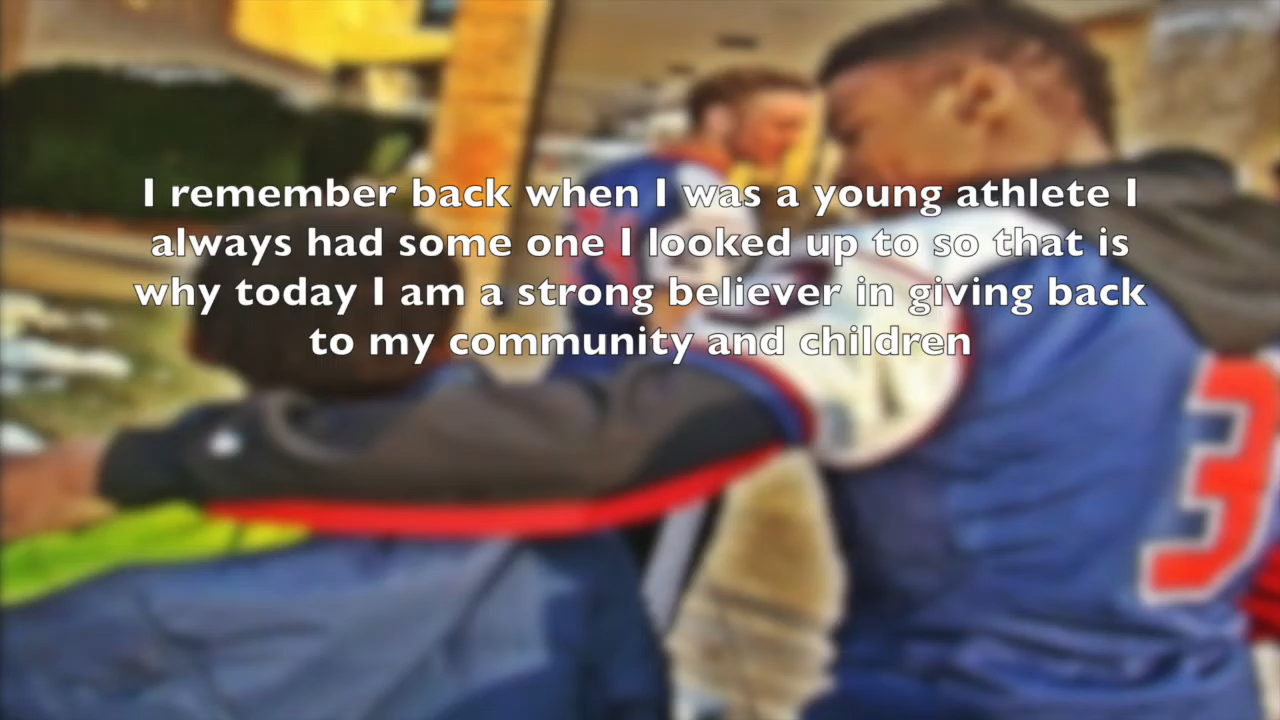 I remember back when I was a young athlete I
always had some one I looked up to so that is
why today I am a strong believer in giving back
to my community and children
3